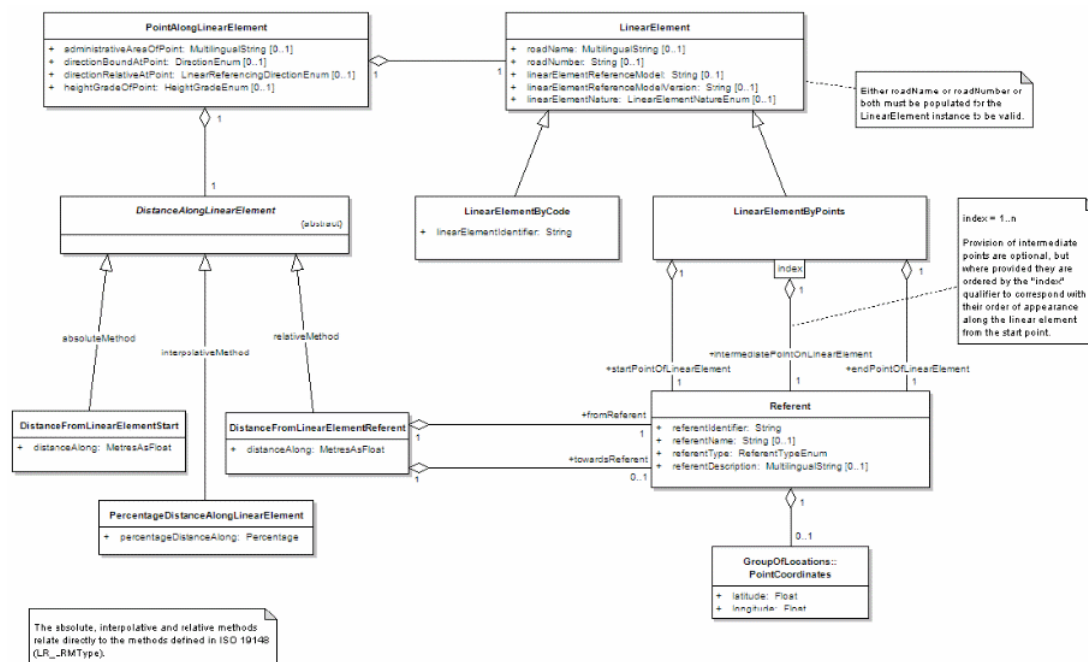 PointAlongLinearElement
+ administrativeAreaOfPoint: MultilingualString [0..1]
+ directionBoundAtPoint: DirectionEnum [0..1]
+ directionRelativeAtPoint: LinearReferencingDirectionEnum [0..1]
+ heightGradeOfPoint: HeightGradeEnum [0..1]
1
1
LinearElement
+ roadName: MultilingualString [0..1]
+ roadNumber: String [0..1]
+ linearElementReferenceModel: String [0..1]
+ linearElementReferenceModelVersion: String [0..1]
+ linearElementNature: LinearElementNatureEnum [0..1]
Either roadName or roadNumber or
both must be populated for the
LinearElement instance to be valid.
1
1
DistanceAlongLinearElement
(abstract)
LinearElementByCode
+ linearElementIdentifier: String
LinearElementByPoints
index
1
1
1
index = 1..n
Provision of intermediate
points are optional, but
where provided they are
ordered by the "index"
qualifier to correspond with
their order of appearance
along the linear element
from the start point.
absoluteMethod
interpolativeMethod
relativeMethod
+intermediatePointOnLinearElement
+startPointOfLinearElement
+endPointOfLinearElement
1
1
1
DistanceFromLinearElementStart
+ distanceAlong: MetresAsFloat
DistanceFromLinearElementReferent
+ distanceAlong: MetresAsFloat
+fromReferent
1
1
+towardsReferent
1
0..1
Referent
+ referentIdentifier: String
+ referentName: String [0..1]
+ referentType: ReferentTypeEnum
+ referentDescription: MultilingualString [0..1]
PercentageDistanceAlongLinearElement
+ percentageDistanceAlong: Percentage
1
0..1
GroupOfLocations::
PointCoordinates
+ latitude: Float
+ longitude: Float
The absolute, interpolative and relative methods
relate directly to the methods defined in ISO 19148
(LR_LRMType).